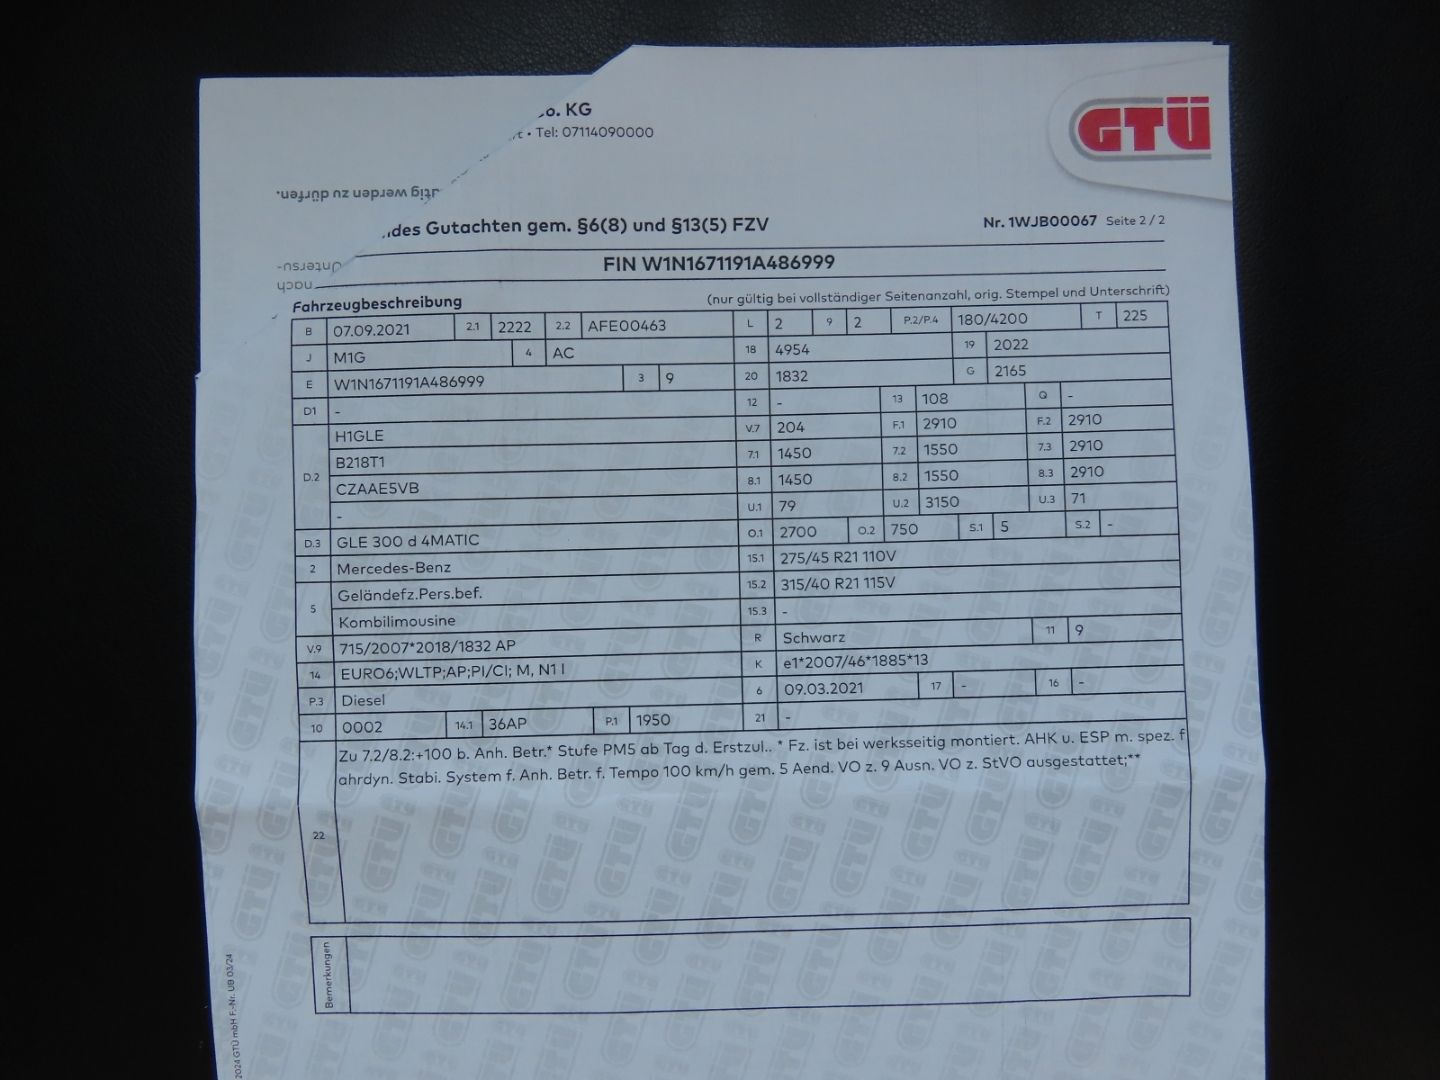 o. KG
• Tel: 07114090000
GTÜ
rtig werden zu dürfen.
des Gutachten gem. §6(8) und §13(5) FZV
Nr. 1WJB00067 Seite 2 / 2
Untersu-
FIN W1N1671191A486999
nach
Fahrzeugbeschreibung
(nur gültig bei vollständiger Seitenanzahl, orig. Stempel und Unterschrift)
B 07.09.2021 2.1 2222 2.2 AFE00463 L 2 9 2 P.2/P.4 180/4200 T 225
J M1G 4 AC 18 4954 19 2022
E W1N1671191A486999 3 9 20 1832 G 2165
D1 - 12 - 13 108 Q -
D.2 H1GLE V.7 204 F.1 2910 F.2 2910
B218T1 7.1 1450 7.2 1550 7.3 2910
CZAAE5VB 8.1 1450 8.2 1550 8.3 2910
- U.1 79 U.2 3150 U.3 71
D.3 GLE 300 d 4MATIC O.1 2700 O.2 750 S.1 5 S.2 -
2 Mercedes-Benz 15.1 275/45 R21 110V
5 Geländefz.Pers.bef. 15.2 315/40 R21 115V
Kombilimousine 15.3 -
V.9 715/2007*2018/1832 AP R Schwarz 11 9
14 EURO6;WLTP;AP;PI/CI; M, N1 I K e1*2007/46*1885*13
P.3 Diesel 6 09.03.2021 17 - 16 -
10 0002 14.1 36AP P.1 1950 21 -
22 Zu 7.2/8.2:+100 b. Anh. Betr.* Stufe PM5 ab Tag d. Erstzul.. * Fz. ist bei werksseitig montiert. AHK u. ESP m. spez. f
ahrdyn. Stabi. System f. Anh. Betr. f. Tempo 100 km/h gem. 5 Aend. VO z. 9 Ausn. VO z. StVO ausgestattet;**
Bemerkungen
2024 GTÜ mbH F.-Nr. UB 03/24